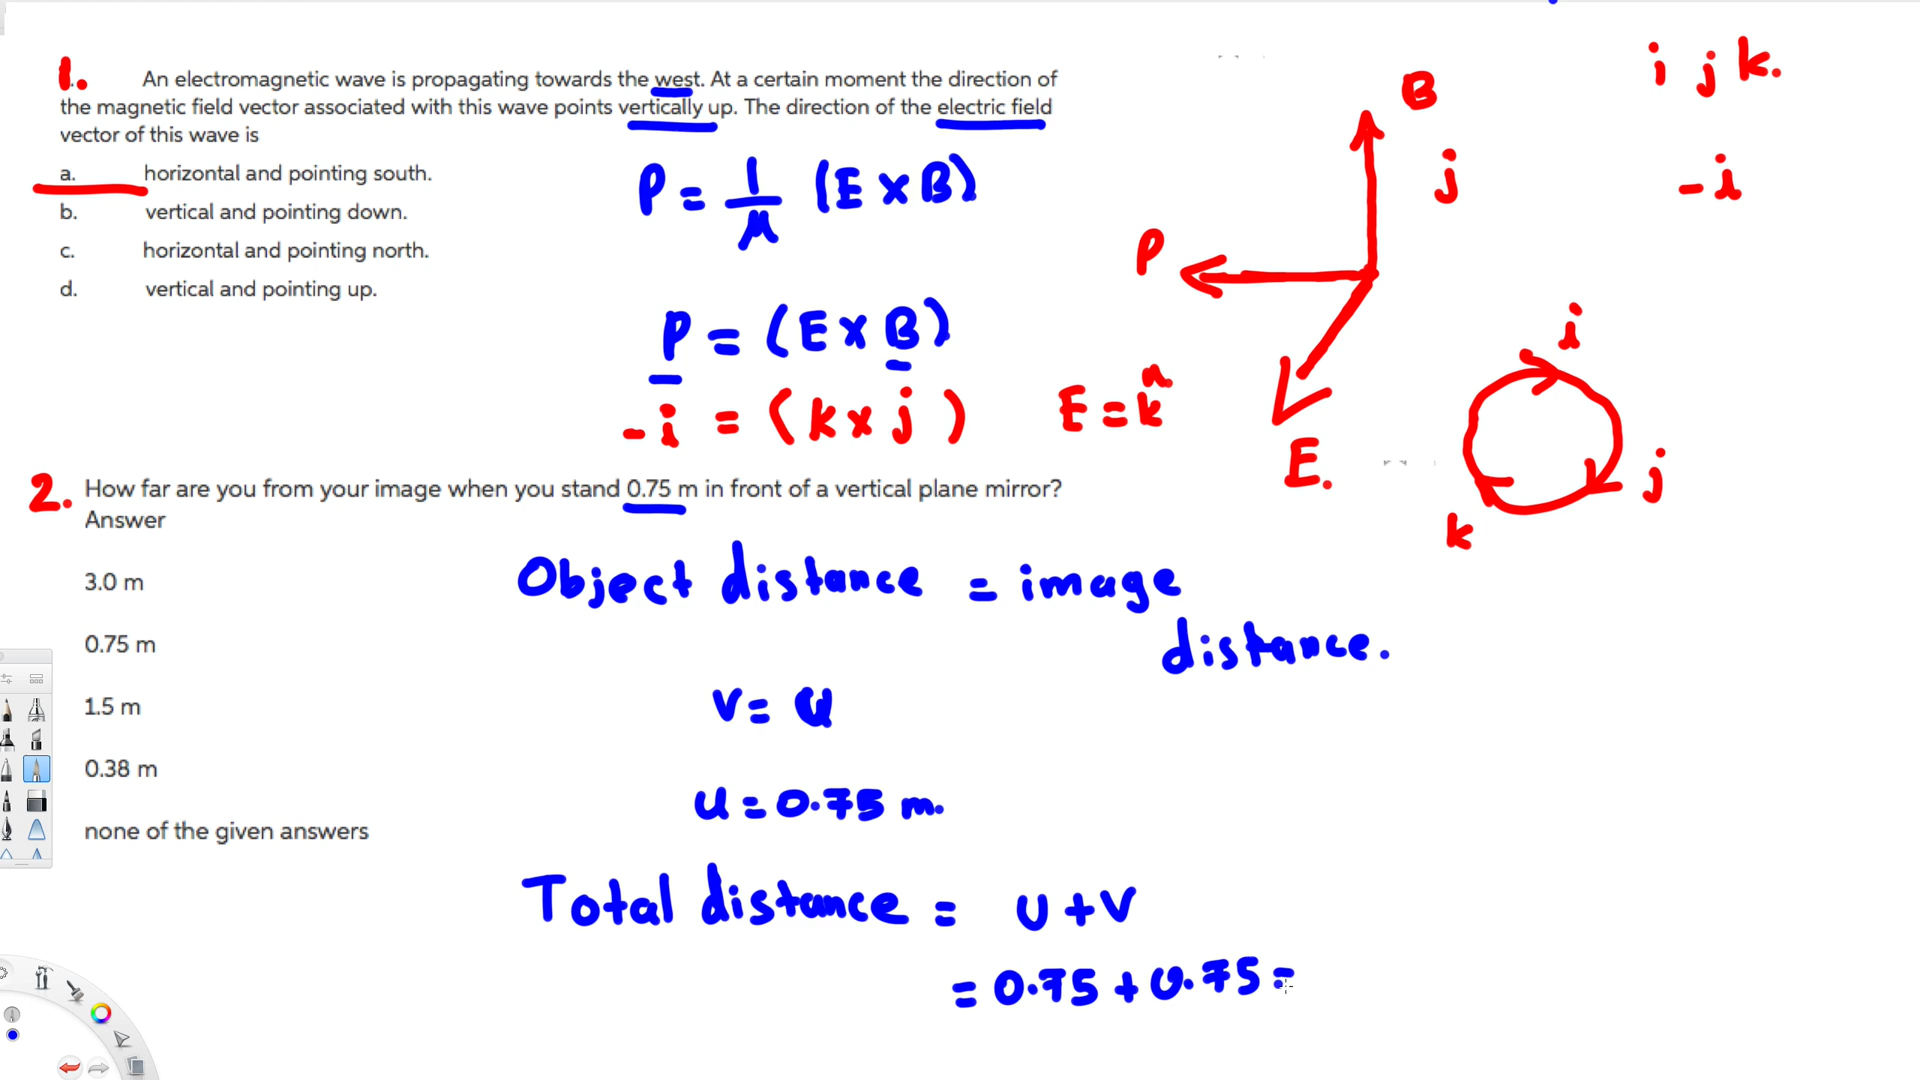 1. An electromagnetic wave is propagating towards the west. At a certain moment the direction of
the magnetic field vector associated with this wave points vertically up. The direction of the electric field
vector of this wave is
a. horizontal and pointing south.
b. vertical and pointing down.
c. horizontal and pointing north.
d. vertical and pointing up.
P = 1/μ (E × B)
P = (E × B)
-i = (k × j)
E = k̂
B
j
P
E.
i j k.
-i
i
j
k
2. How far are you from your image when you stand 0.75 m in front of a vertical plane mirror?
Answer
3.0 m
0.75 m
1.5 m
0.38 m
none of the given answers
Object distance = image
distance.
v = u
u = 0.75 m.
Total distance = u + v
= 0.75 + 0.75 =